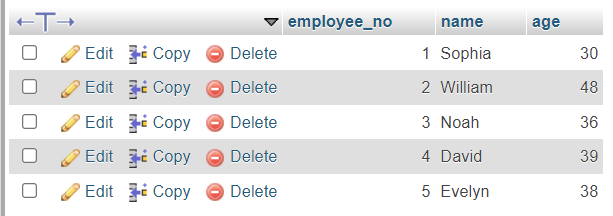 employee_no name age
Edit Copy Delete 1 Sophia 30
Edit Copy Delete 2 William 48
Edit Copy Delete 3 Noah 36
Edit Copy Delete 4 David 39
Edit Copy Delete 5 Evelyn 38